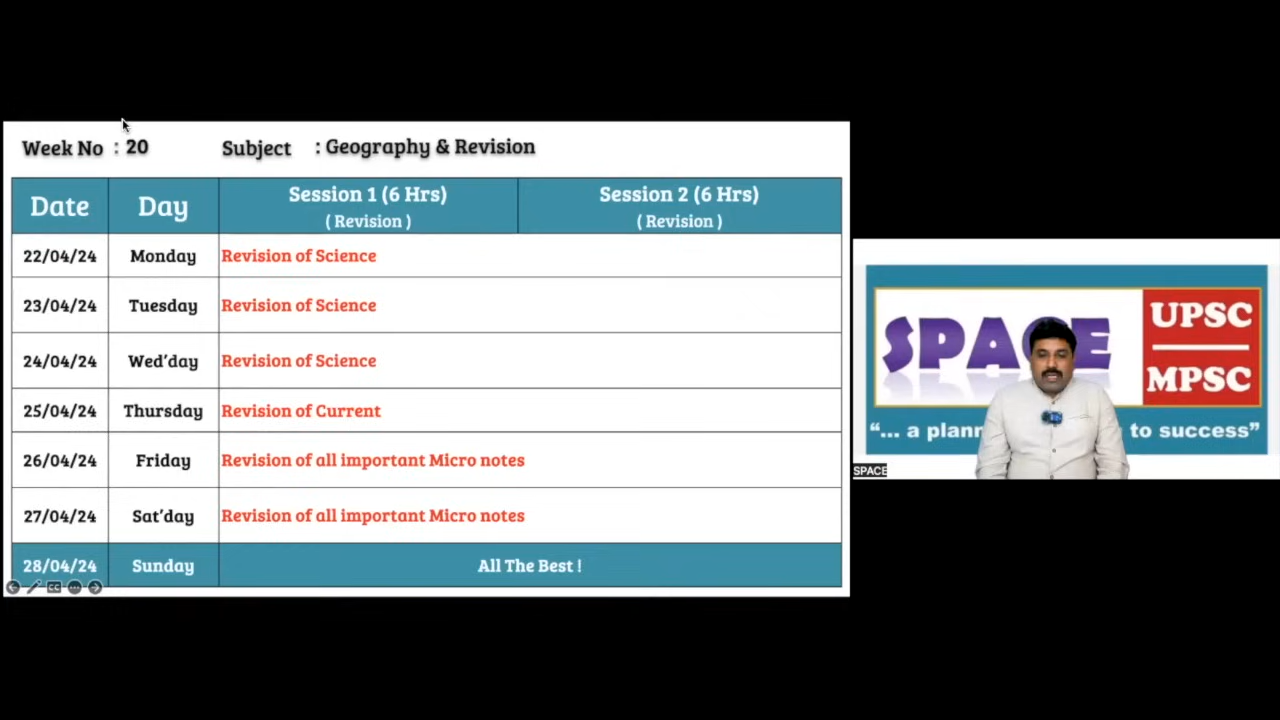 Week No : 20 Subject : Geography & Revision
Date Day Session 1 (6 Hrs) Session 2 (6 Hrs)
( Revision ) ( Revision )
22/04/24 Monday Revision of Science
23/04/24 Tuesday Revision of Science
24/04/24 Wed'day Revision of Science
25/04/24 Thursday Revision of Current
26/04/24 Friday Revision of all important Micro notes
27/04/24 Sat'day Revision of all important Micro notes
28/04/24 Sunday All The Best !
CC
SPACE UPSC
MPSC
"... a plann to success"
SPACE